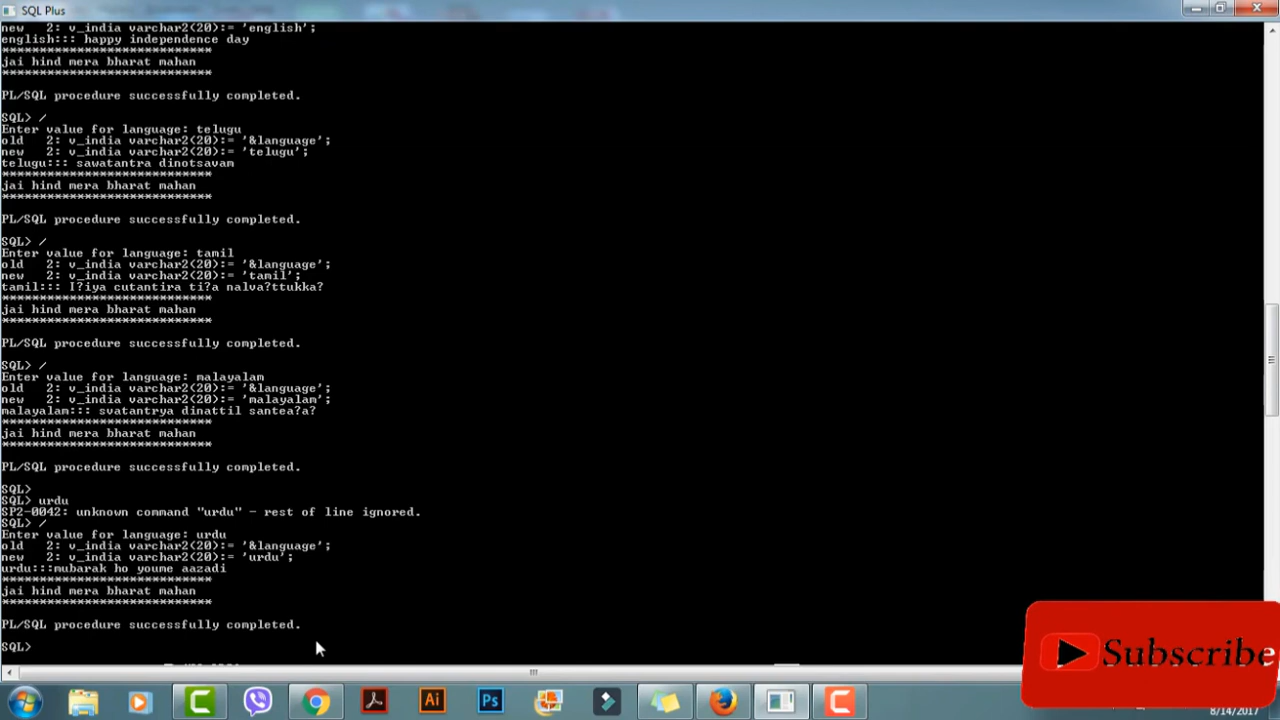 SQL Plus
new   2: v_india varchar2(20):= 'english';
english::: happy independence day
****************************
jai hind mera bharat mahan
****************************
PL/SQL procedure successfully completed.
SQL> /
Enter value for language: telugu
old   2: v_india varchar2(20):= '&language';
new   2: v_india varchar2(20):= 'telugu';
telugu::: sawatantra dinotsavam
****************************
jai hind mera bharat mahan
****************************
PL/SQL procedure successfully completed.
SQL> /
Enter value for language: tamil
old   2: v_india varchar2(20):= '&language';
new   2: v_india varchar2(20):= 'tamil';
tamil::: I?iya cutantira ti?a nalva?ttukka?
****************************
jai hind mera bharat mahan
****************************
PL/SQL procedure successfully completed.
SQL> /
Enter value for language: malayalam
old   2: v_india varchar2(20):= '&language';
new   2: v_india varchar2(20):= 'malayalam';
malayalam::: svatantrya dinattil santea?a?
****************************
jai hind mera bharat mahan
****************************
PL/SQL procedure successfully completed.
SQL>
SQL> urdu
SP2-0042: unknown command "urdu" - rest of line ignored.
SQL> /
Enter value for language: urdu
old   2: v_india varchar2(20):= '&language';
new   2: v_india varchar2(20):= 'urdu';
urdu:::mubarak ho youme aazadi
****************************
jai hind mera bharat mahan
****************************
PL/SQL procedure successfully completed.
SQL>
Subscribe
Ai
Ps
8/14/2017